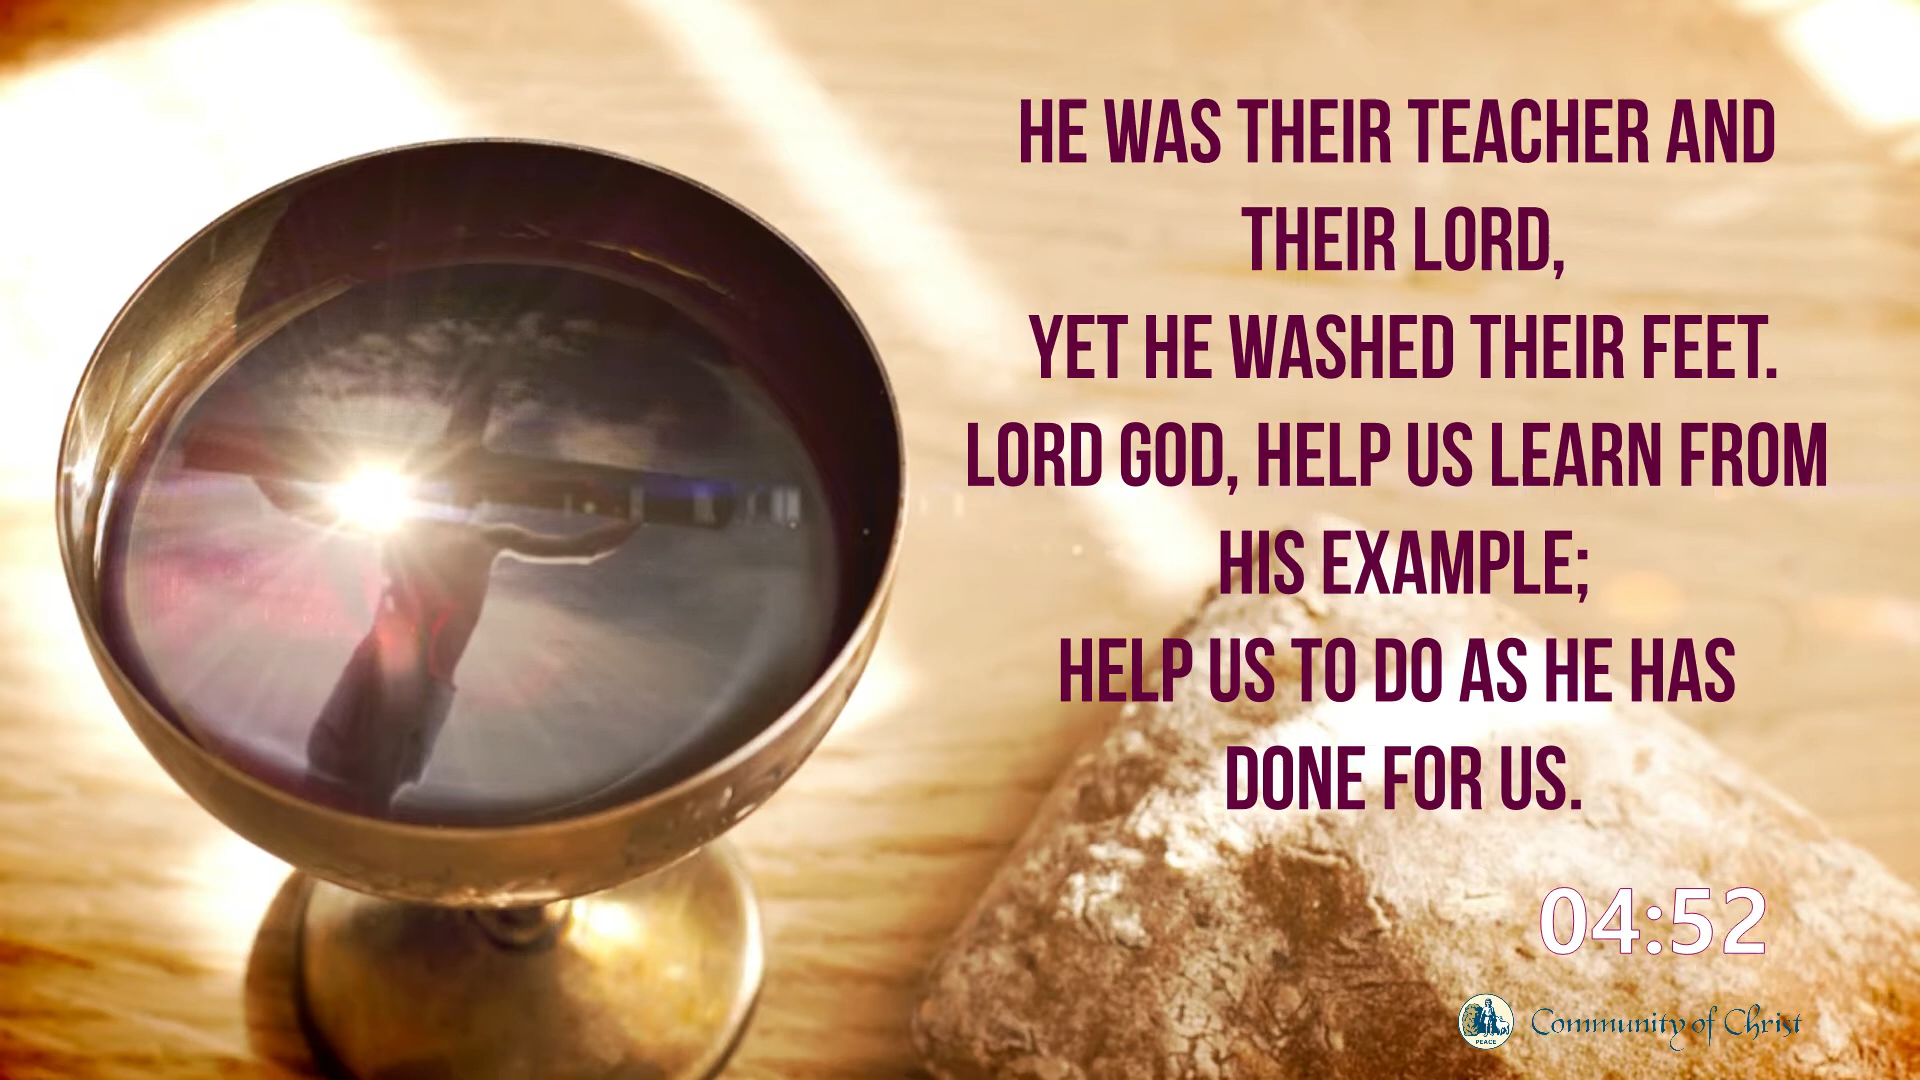 HE WAS THEIR TEACHER AND
THEIR LORD,
YET HE WASHED THEIR FEET.
LORD GOD, HELP US LEARN FROM
HIS EXAMPLE;
HELP US TO DO AS HE HAS
DONE FOR US.
04:52
PEACE
Community of Christ